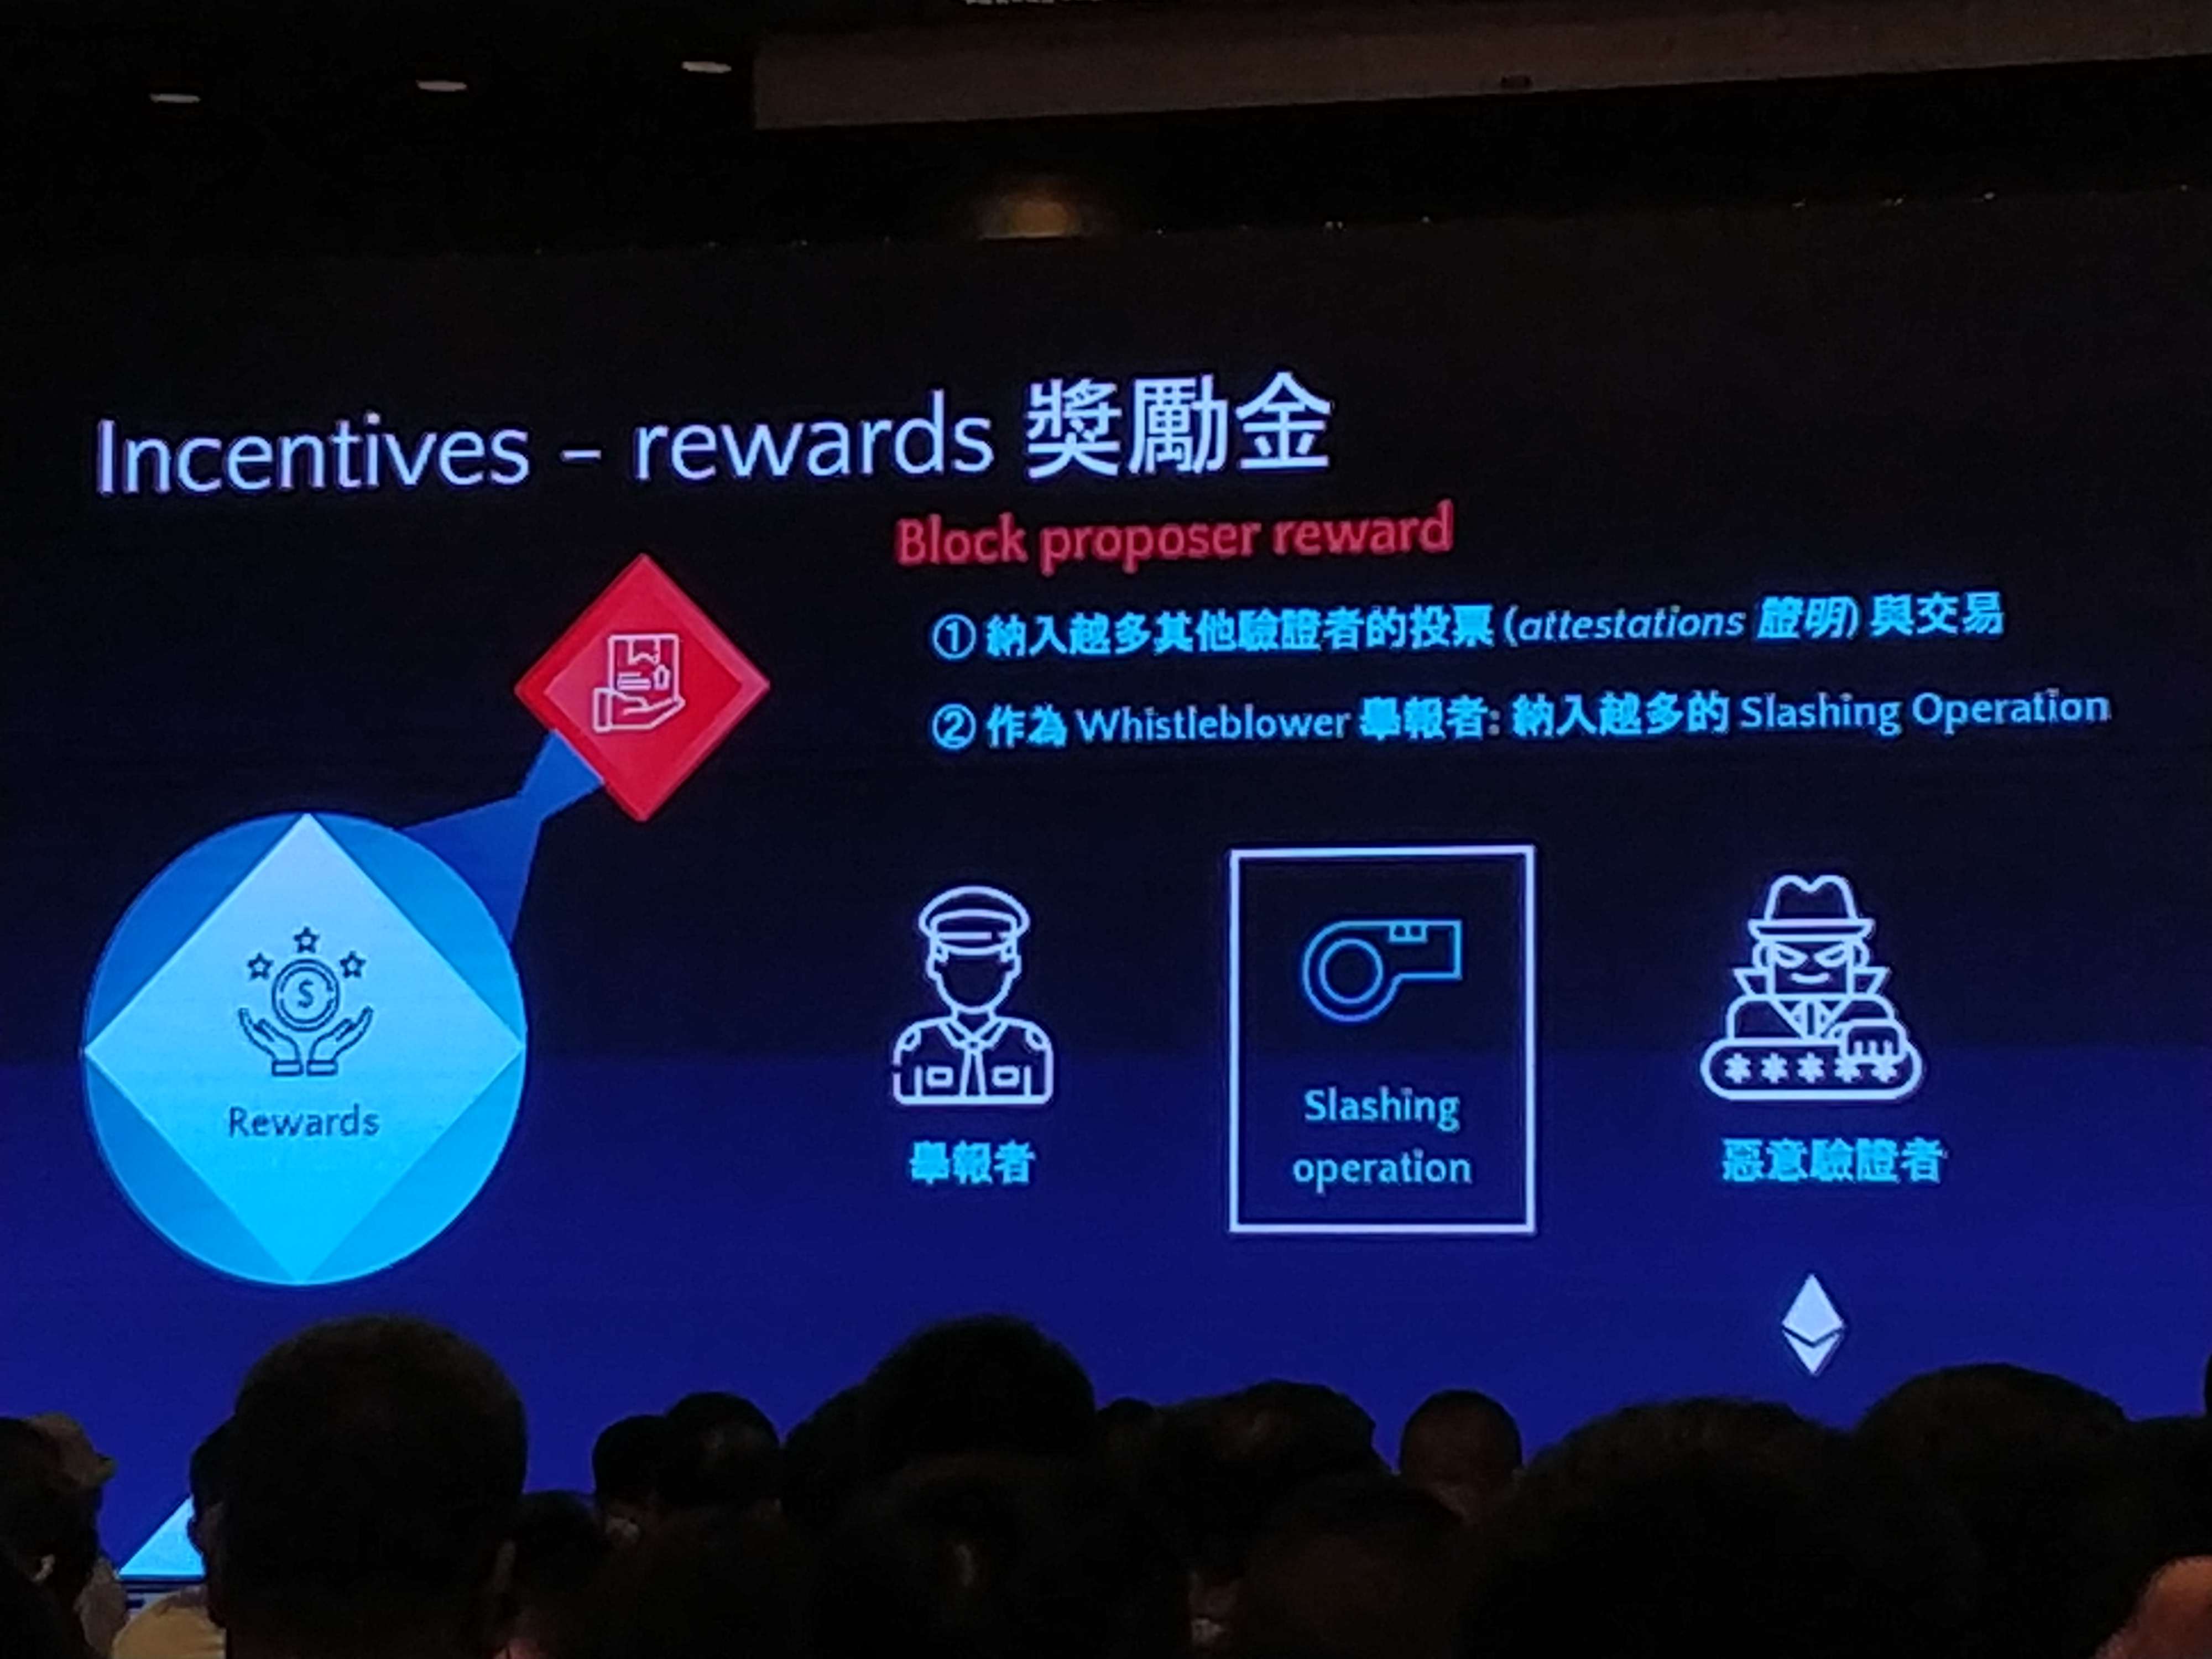 Incentives – rewards 獎勵金
Block proposer reward
① 納入越多其他驗證者的投票 (attestations 證明) 與交易
② 作為 Whistleblower 舉報者: 納入越多的 Slashing Operation
$
Rewards
舉報者
Slashing
operation
*****
惡意驗證者